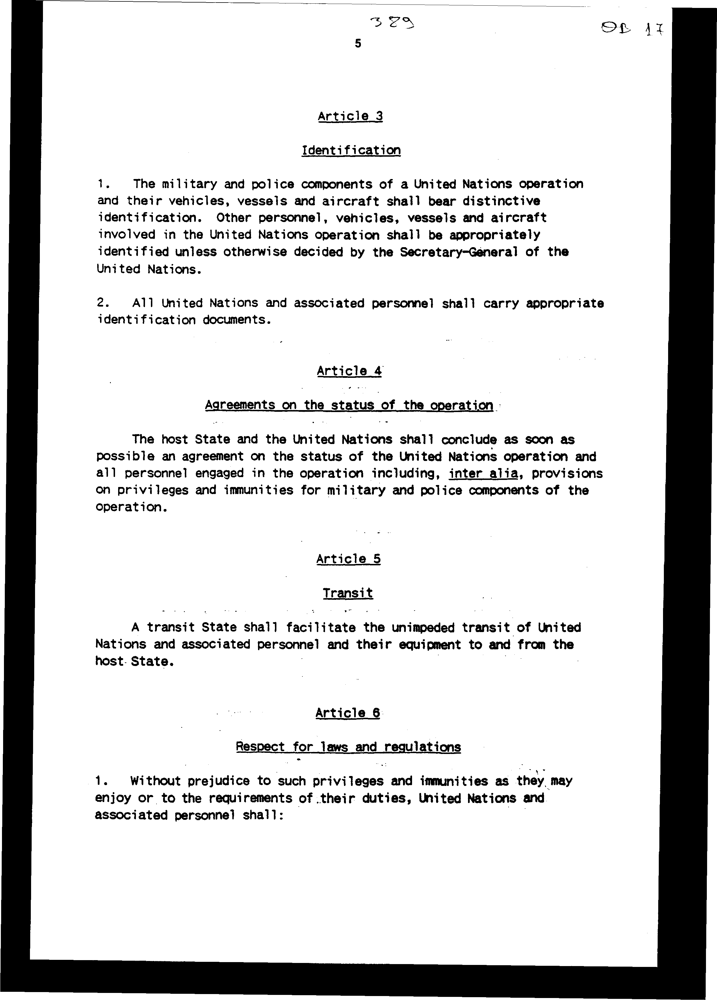 389
17
5
Article 3
Identification
1. The military and police components of a United Nations operation
and their vehicles, vessels and aircraft shall bear distinctive
identification. Other personnel, vehicles, vessels and aircraft
involved in the United Nations operation shall be appropriately
identified unless otherwise decided by the Secretary-General of the
United Nations.
2. All United Nations and associated personnel shall carry appropriate
identification documents.
Article 4
Agreements on the status of the operation
The host State and the United Nations shall conclude as soon as
possible an agreement on the status of the United Nations operation and
all personnel engaged in the operation including, inter alia, provisions
on privileges and immunities for military and police components of the
operation.
Article 5
Transit
A transit State shall facilitate the unimpeded transit of United
Nations and associated personnel and their equipment to and from the
host State.
Article 6
Respect for laws and regulations
1. Without prejudice to such privileges and immunities as they may
enjoy or to the requirements of their duties, United Nations and
associated personnel shall: